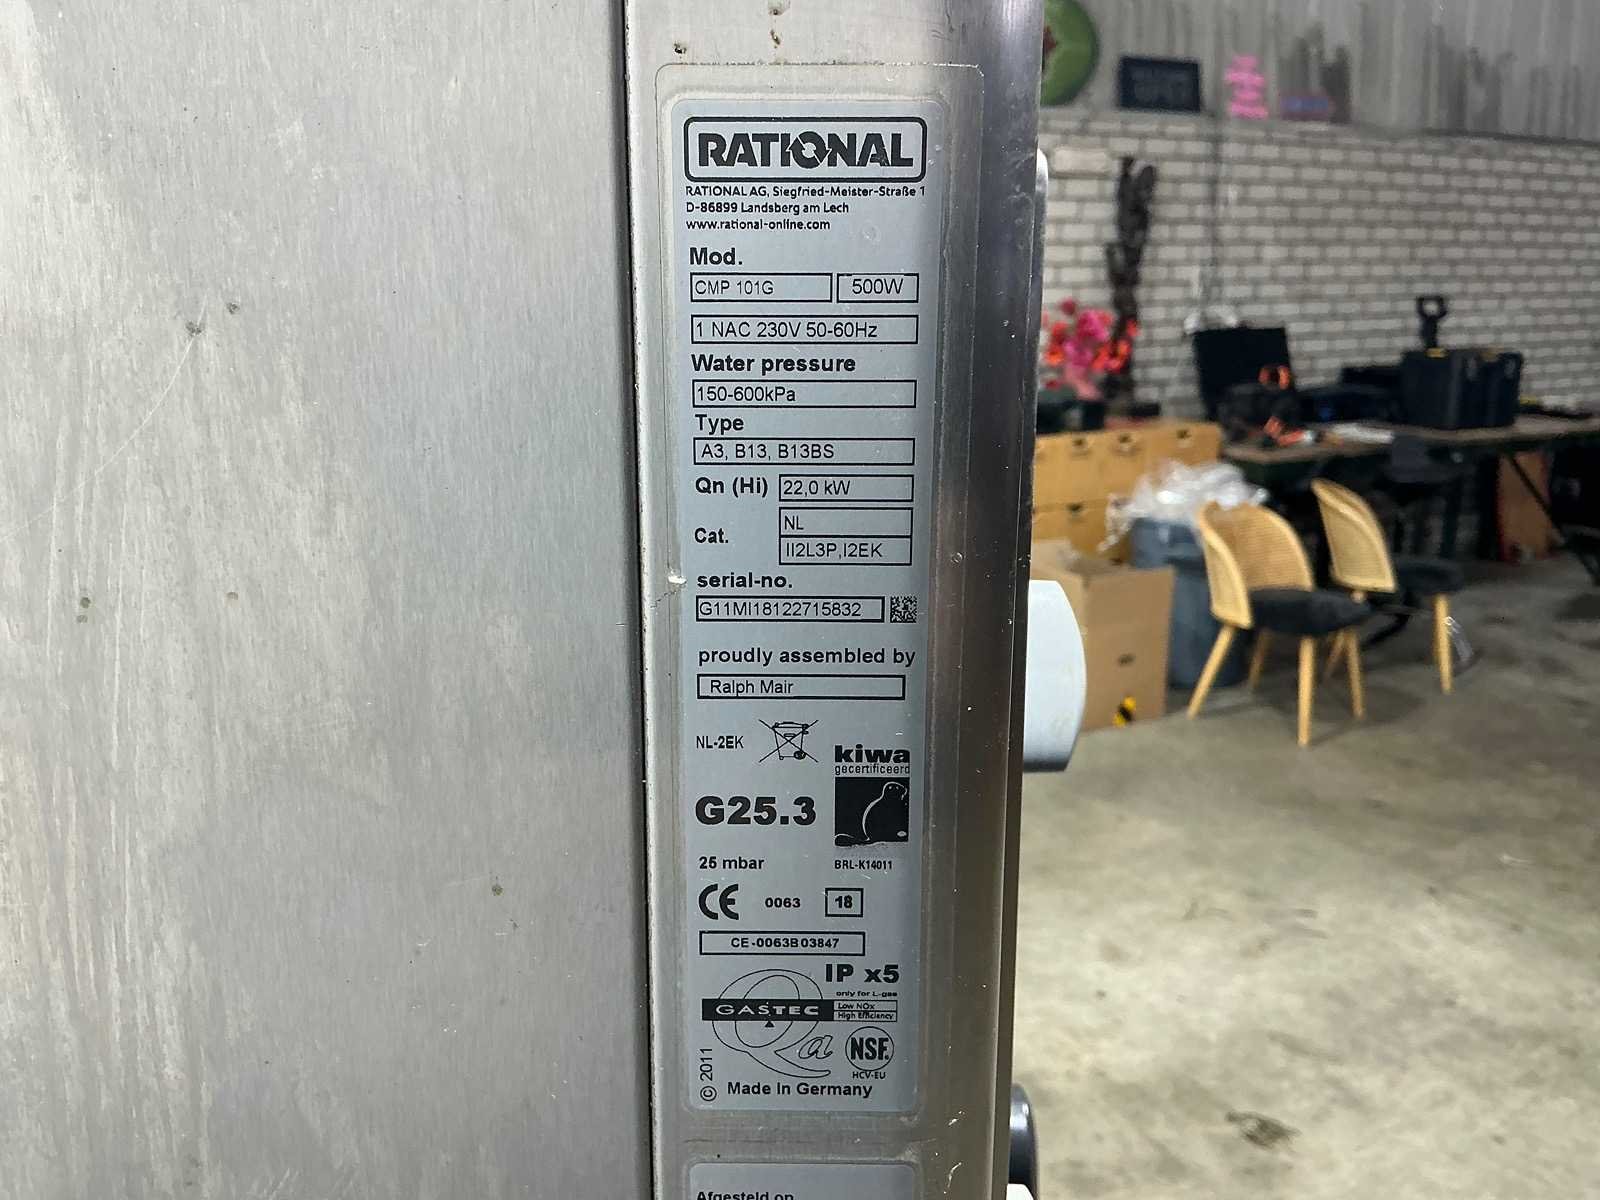 RATIONAL
RATIONAL AG, Siegfried-Meister-Straße 1
D-86899 Landsberg am Lech
www.rational-online.com
Mod.
CMP 101G 500W
1 NAC 230V 50-60Hz
Water pressure
150-600kPa
Type
A3, B13, B13BS
Qn (Hi) 22,0 kW
Cat. NL
II2L3P,I2EK
serial-no.
G11MI18122715832
proudly assembled by
Ralph Mair
NL-2EK
kiwa
gecertificeerd
G25.3
25 mbar
BRL-K14011
CE 0063 18
CE-0063B03847
IP x5
only for L-gas
GASTEC
Low NOx
High Efficiency
Qa
NSF.
HCV-EU
© 2011
Made in Germany
Afgesteld op